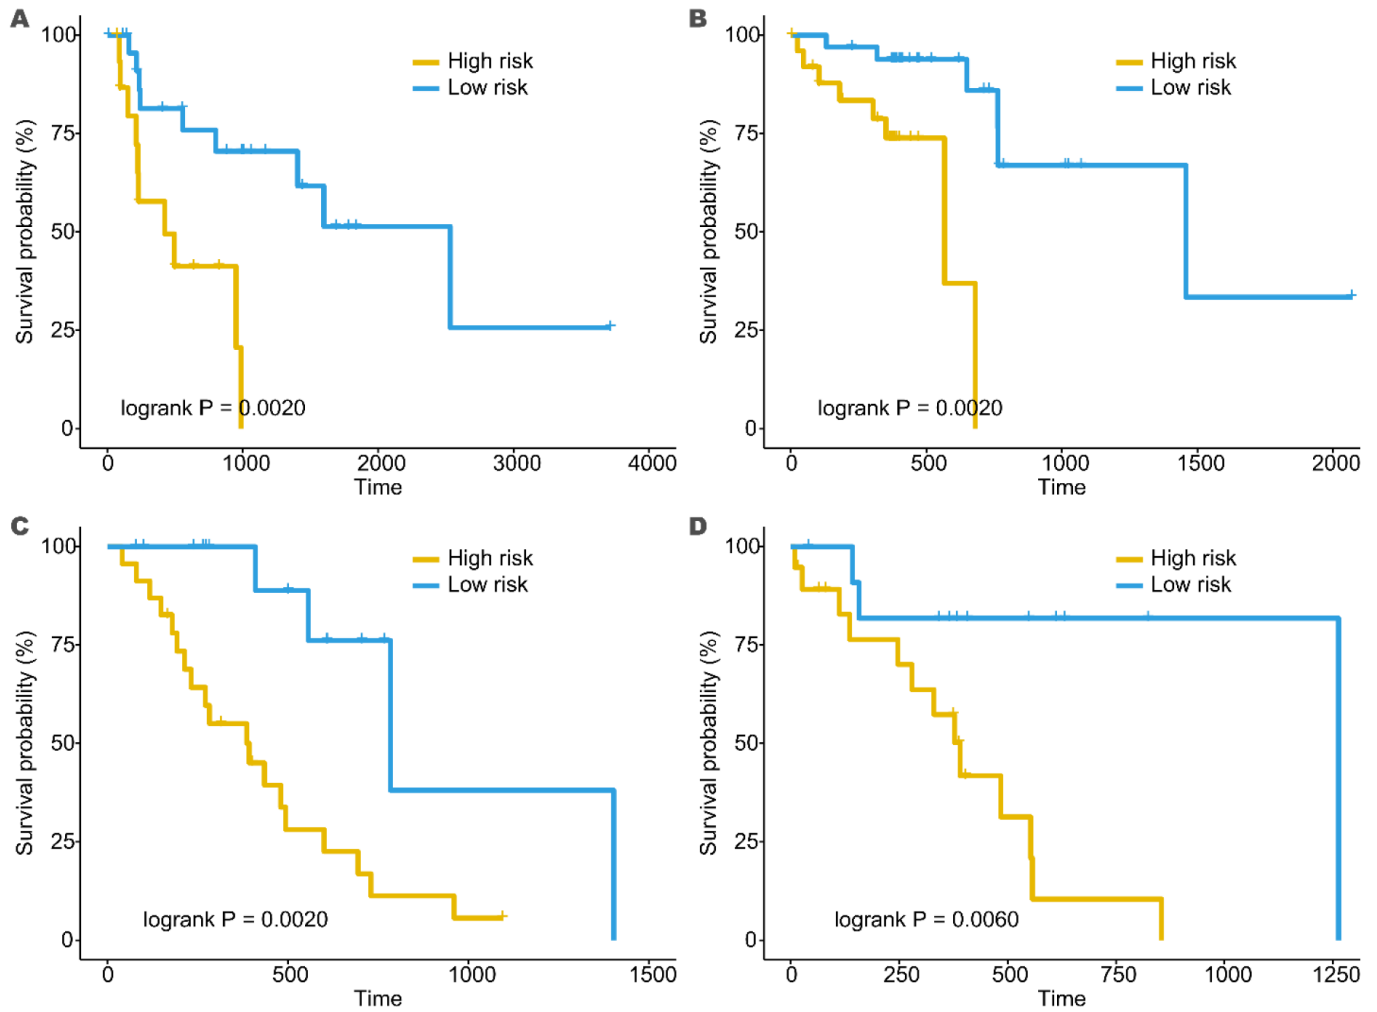 A
Survival probability (%)
100
75
50
25
0
High risk
Low risk
logrank P = 0.0020
0 1000 2000 3000 4000
Time
B
Survival probability (%)
100
75
50
25
0
High risk
Low risk
logrank P = 0.0020
0 500 1000 1500 2000
Time
C
Survival probability (%)
100
75
50
25
0
High risk
Low risk
logrank P = 0.0020
0 500 1000 1500
Time
D
Survival probability (%)
100
75
50
25
0
High risk
Low risk
logrank P = 0.0060
0 250 500 750 1000 1250
Time